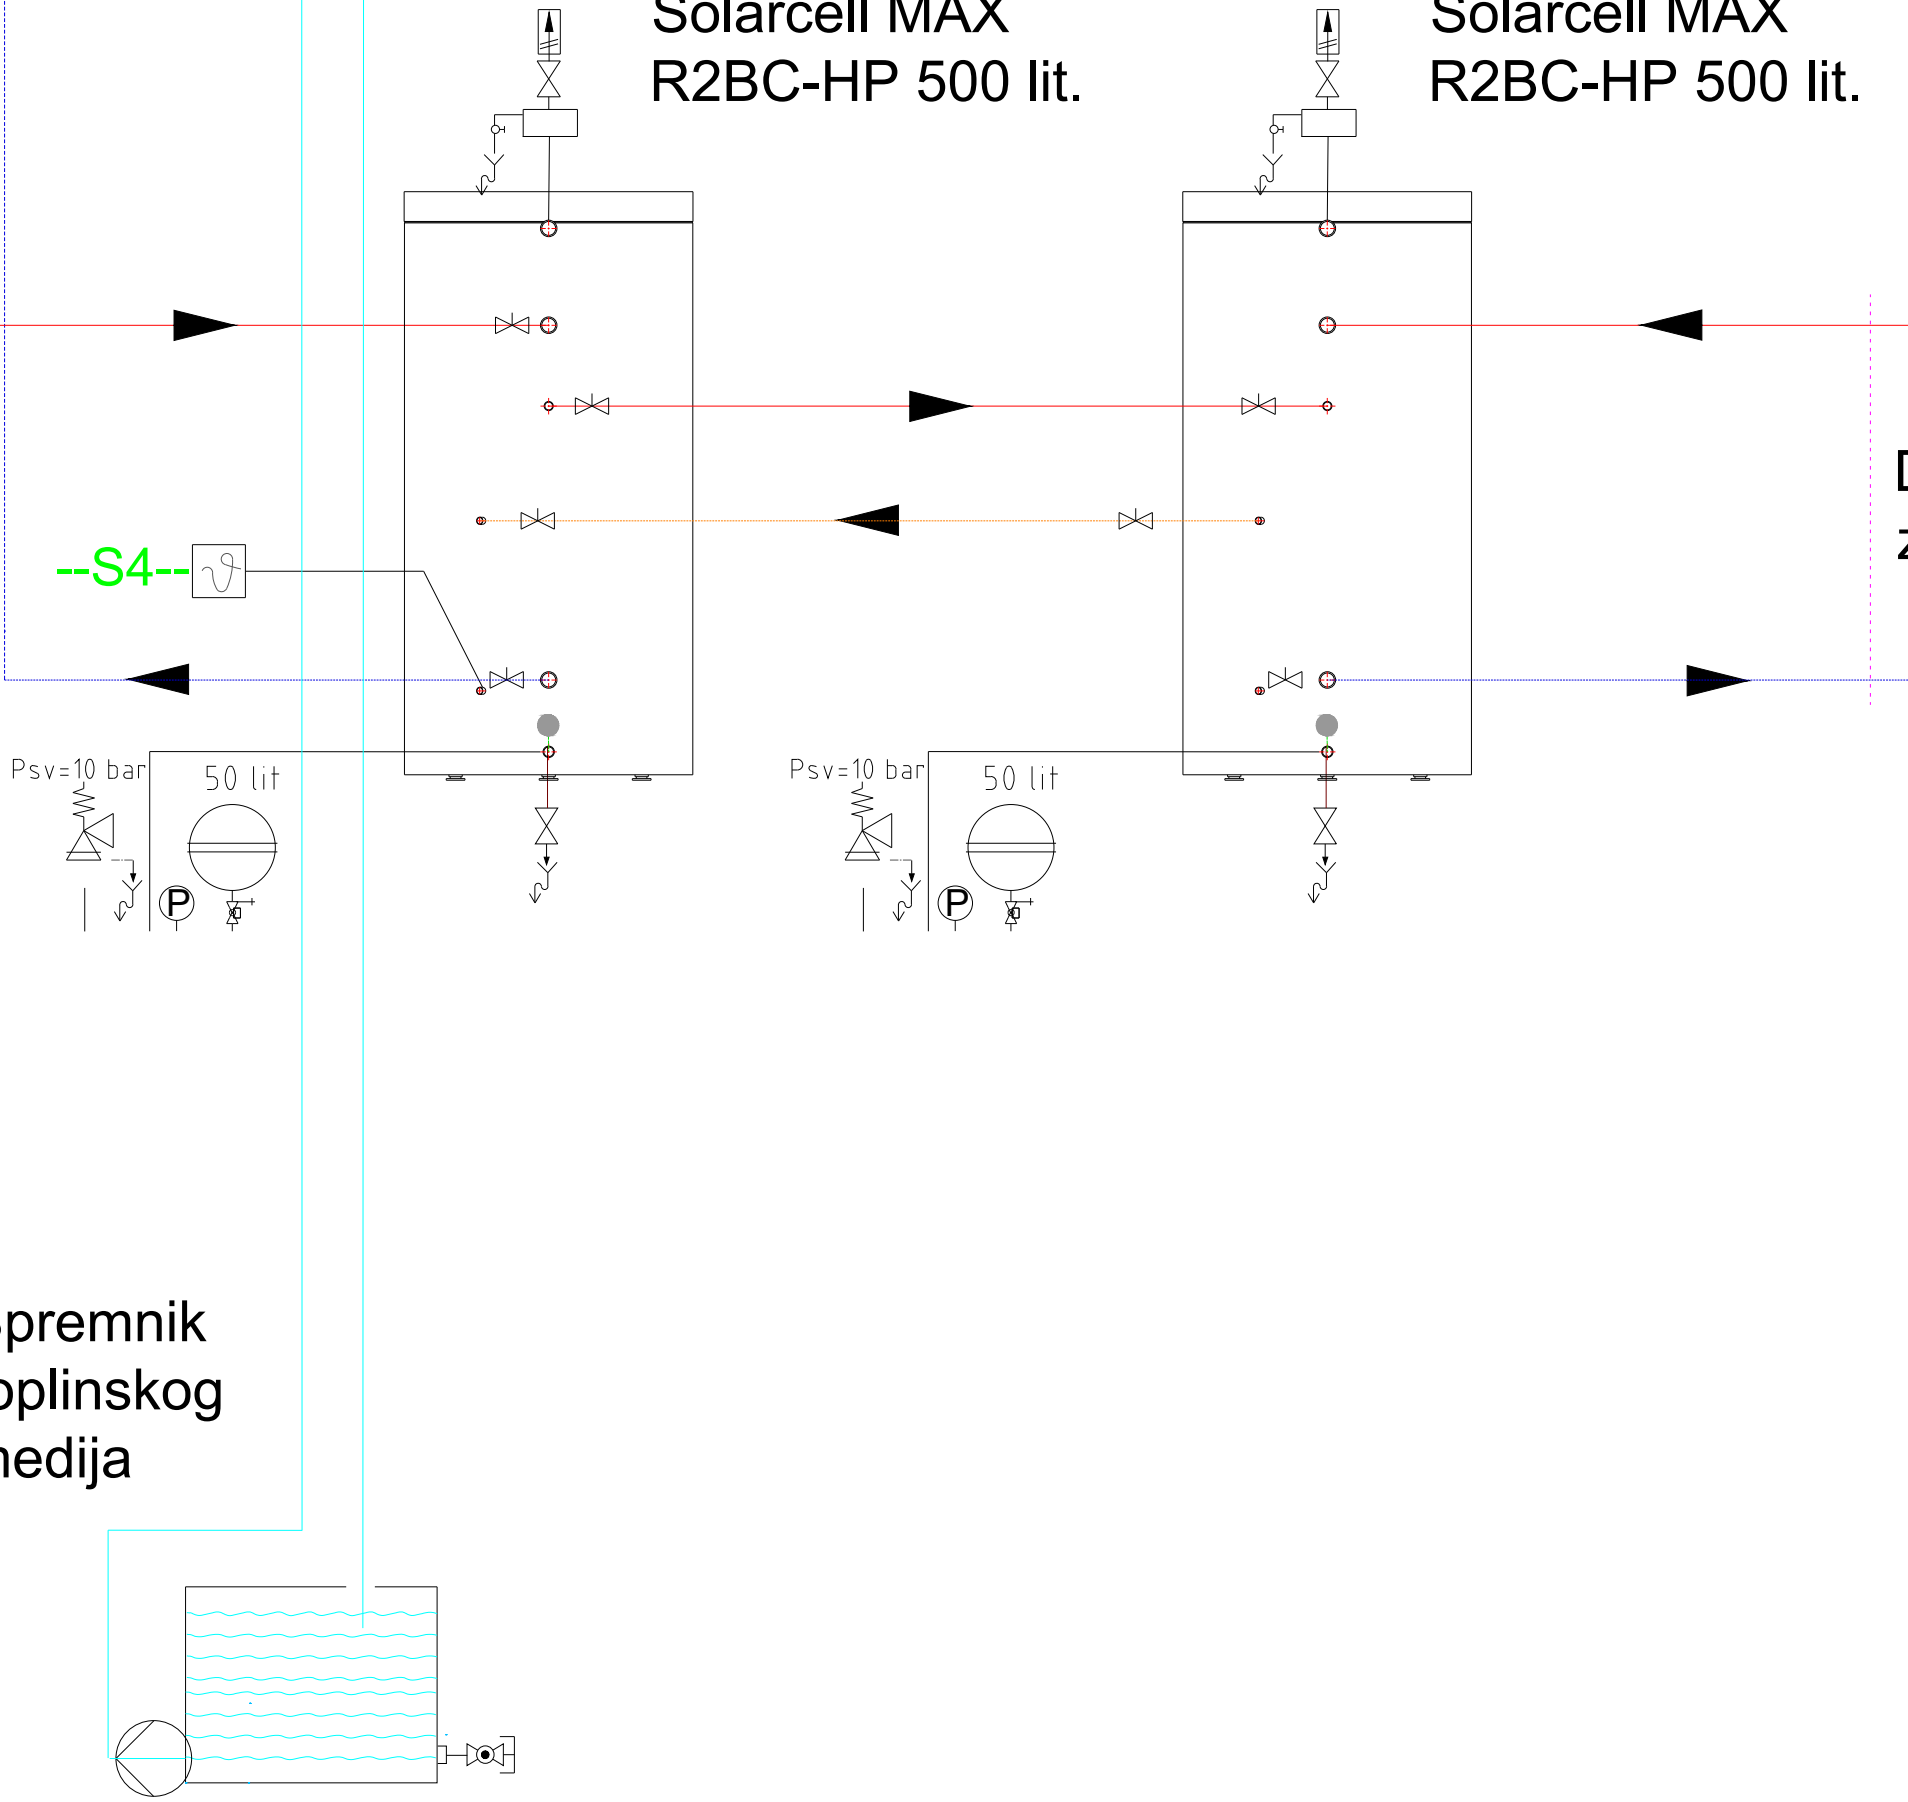 Solarcell MAX
R2BC-HP 500 lit.
Solarcell MAX
R2BC-HP 500 lit.
--S4--
Psv=10 bar
50 lit
P
Psv=10 bar
50 lit
P
premnik
oplinskog
edija